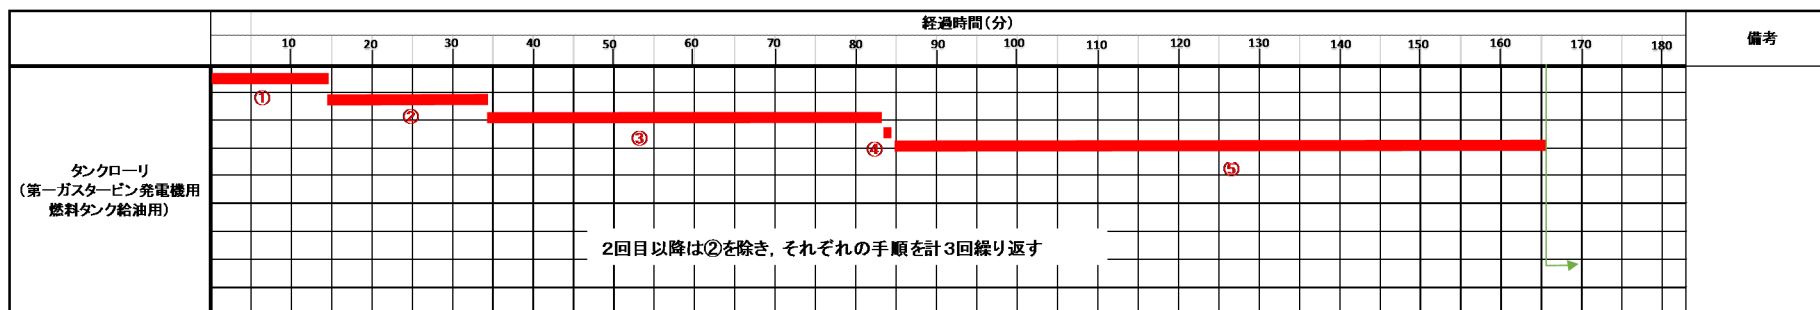 経過時間(分)
備考
10 20 30 40 50 60 70 80 90 100 110 120 130 140 150 160 170 180
①
②
③
④
⑤
タンクローリ
(第一ガスタービン発電機用
燃料タンク給油用)
2回目以降は②を除き,それぞれの手順を計3回繰り返す